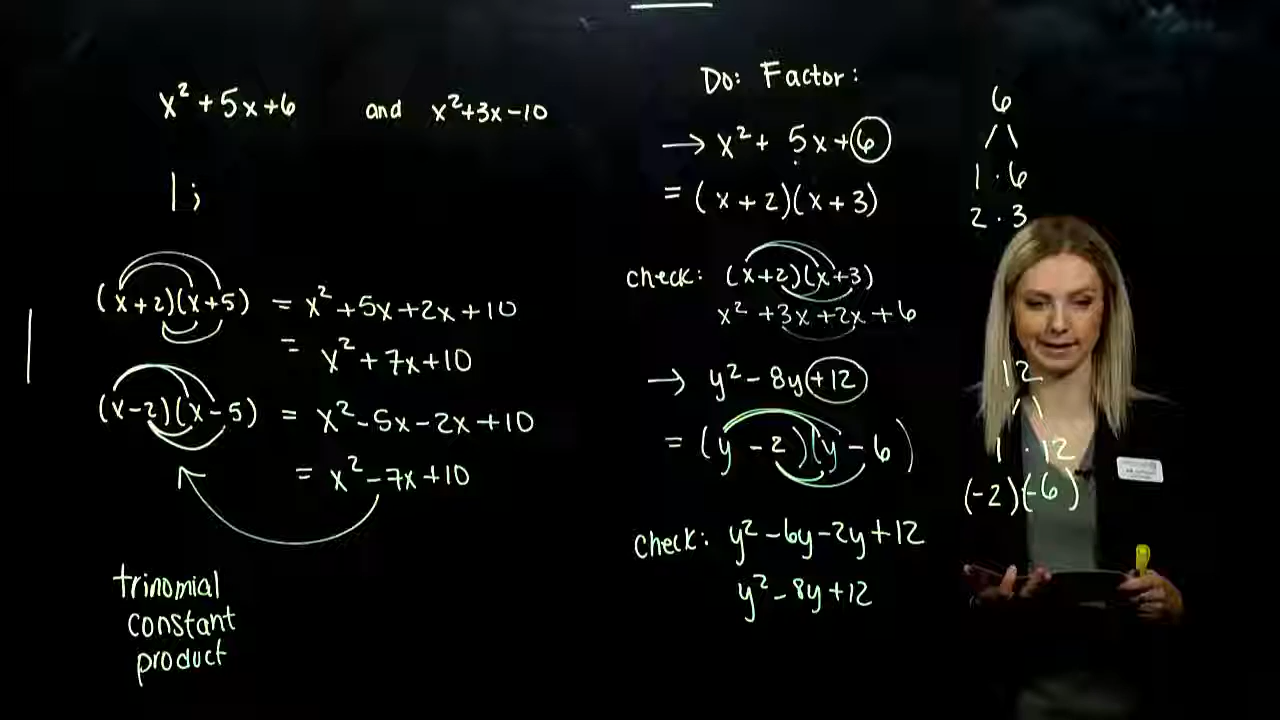 x² + 5x + 6 and x² + 3x - 10
1;
(x + 2)(x + 5) = x² + 5x + 2x + 10
= x² + 7x + 10
(x - 2)(x - 5) = x² - 5x - 2x + 10
= x² - 7x + 10
trinomial
constant
product
Do: Factor:
→ x² + 5x + 6
= (x + 2)(x + 3)
check: (x + 2)(x + 3)
x² + 3x + 2x + 6
→ y² - 8y + 12
= (y - 2)(y - 6)
check: y² - 6y - 2y + 12
y² - 8y + 12
6
1 · 6
2 · 3
12
1 · 12
(-2)(-6)